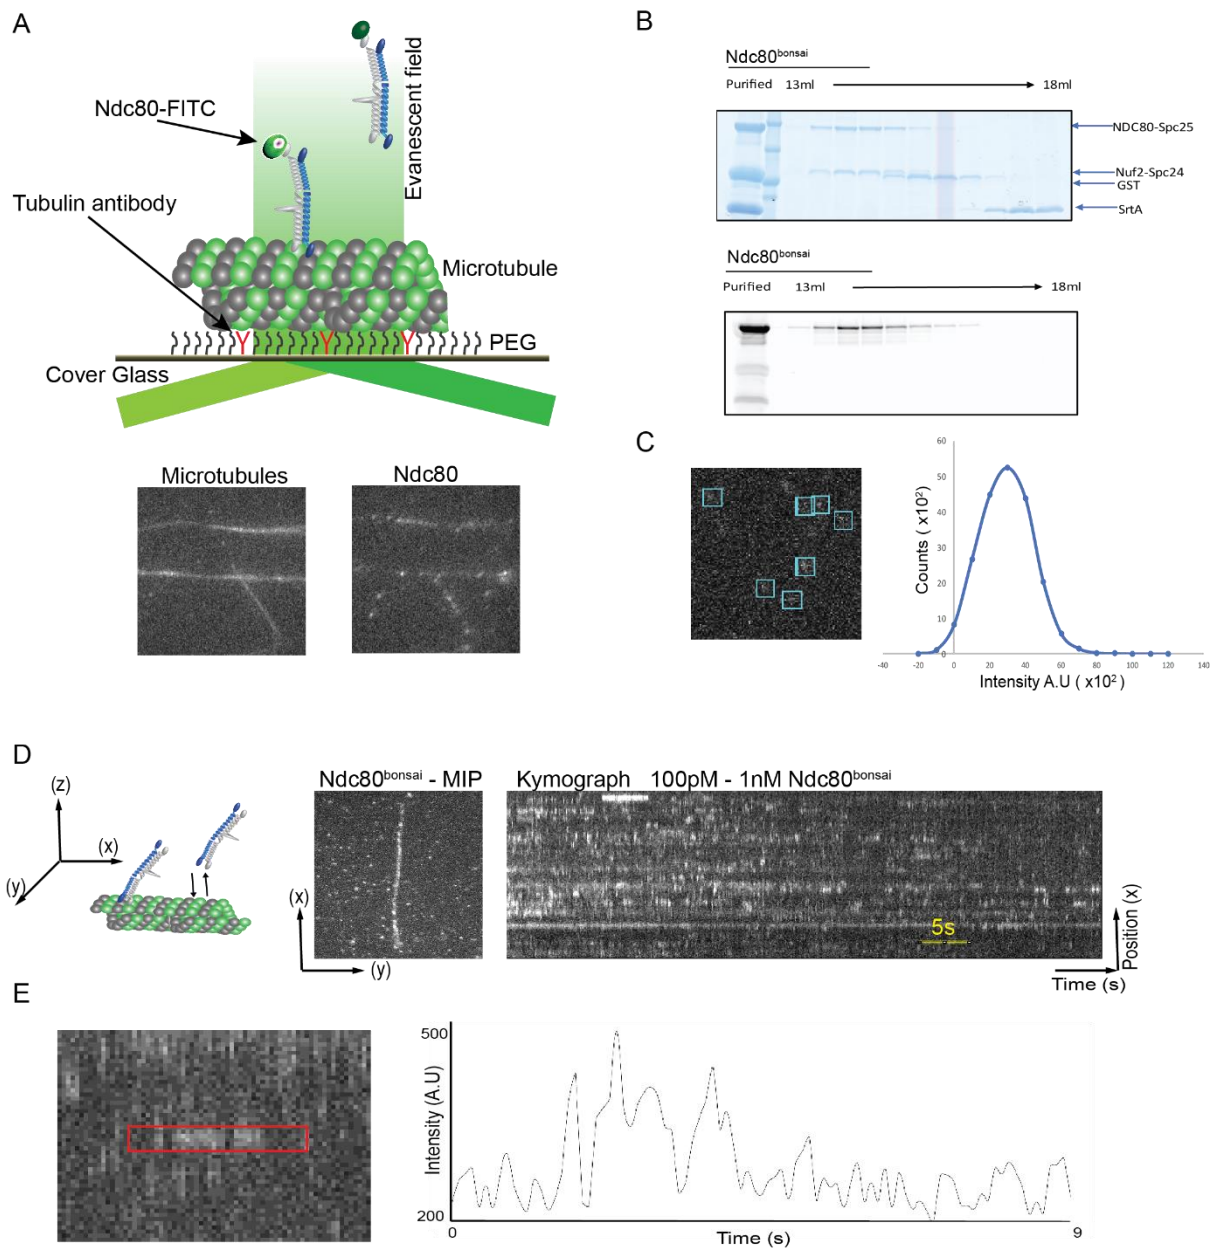 A
Ndc80-FITC
Evanescent field
Tubulin antibody
Microtubule
PEG
Cover Glass
Microtubules
Ndc80
B
Ndc80bonsai
Purified 13ml 18ml
NDC80-Spc25
Nuf2-Spc24
GST
SrtA
Ndc80bonsai
Purified 13ml 18ml
C
Counts ( x10²)
60
50
40
30
20
10
0
-40 -20 0 20 40 60 80 100 120 140
Intensity A.U ( x10²)
D
(z)
(x)
(y)
Ndc80bonsai - MIP
(x)
(y)
Kymograph 100pM - 1nM Ndc80bonsai
5s
Position (x)
Time (s)
E
Intensity (A.U)
500
200
0 9
Time (s)